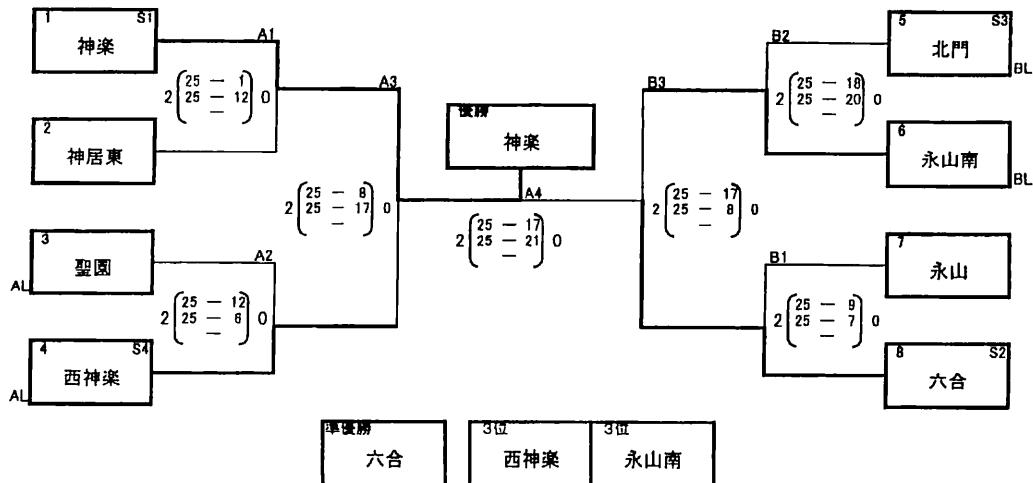 1 S1
神楽
A1
2 25 — 1 0
25 — 12
—
2
神居東
A3
2 25 — 8 0
25 — 17
—
3
聖園
AL
A2
2 25 — 12 0
25 — 6
—
4 S4
西神楽
AL
優勝
神楽
A4
2 25 — 17 0
25 — 21
—
B3
2 25 — 17 0
25 — 8
—
B2
2 25 — 18 0
25 — 20
—
5 S3
北門
BL
6
永山南
BL
B1
2 25 — 9 0
25 — 7
—
7
永山
8 S2
六合
準優勝
六合
3位
西神楽
3位
永山南